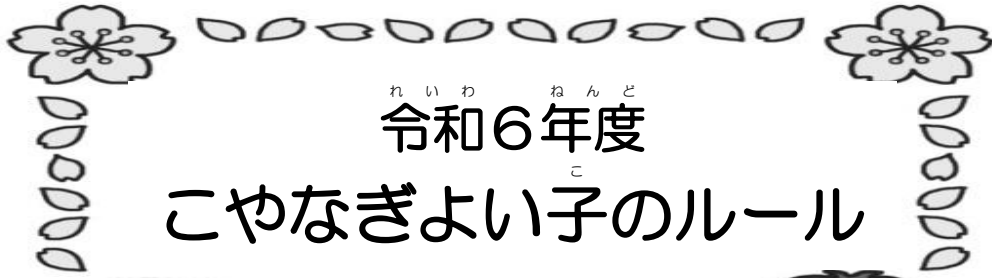 れいわ ねんど
令和６年度
こ
こやなぎよい子のルール